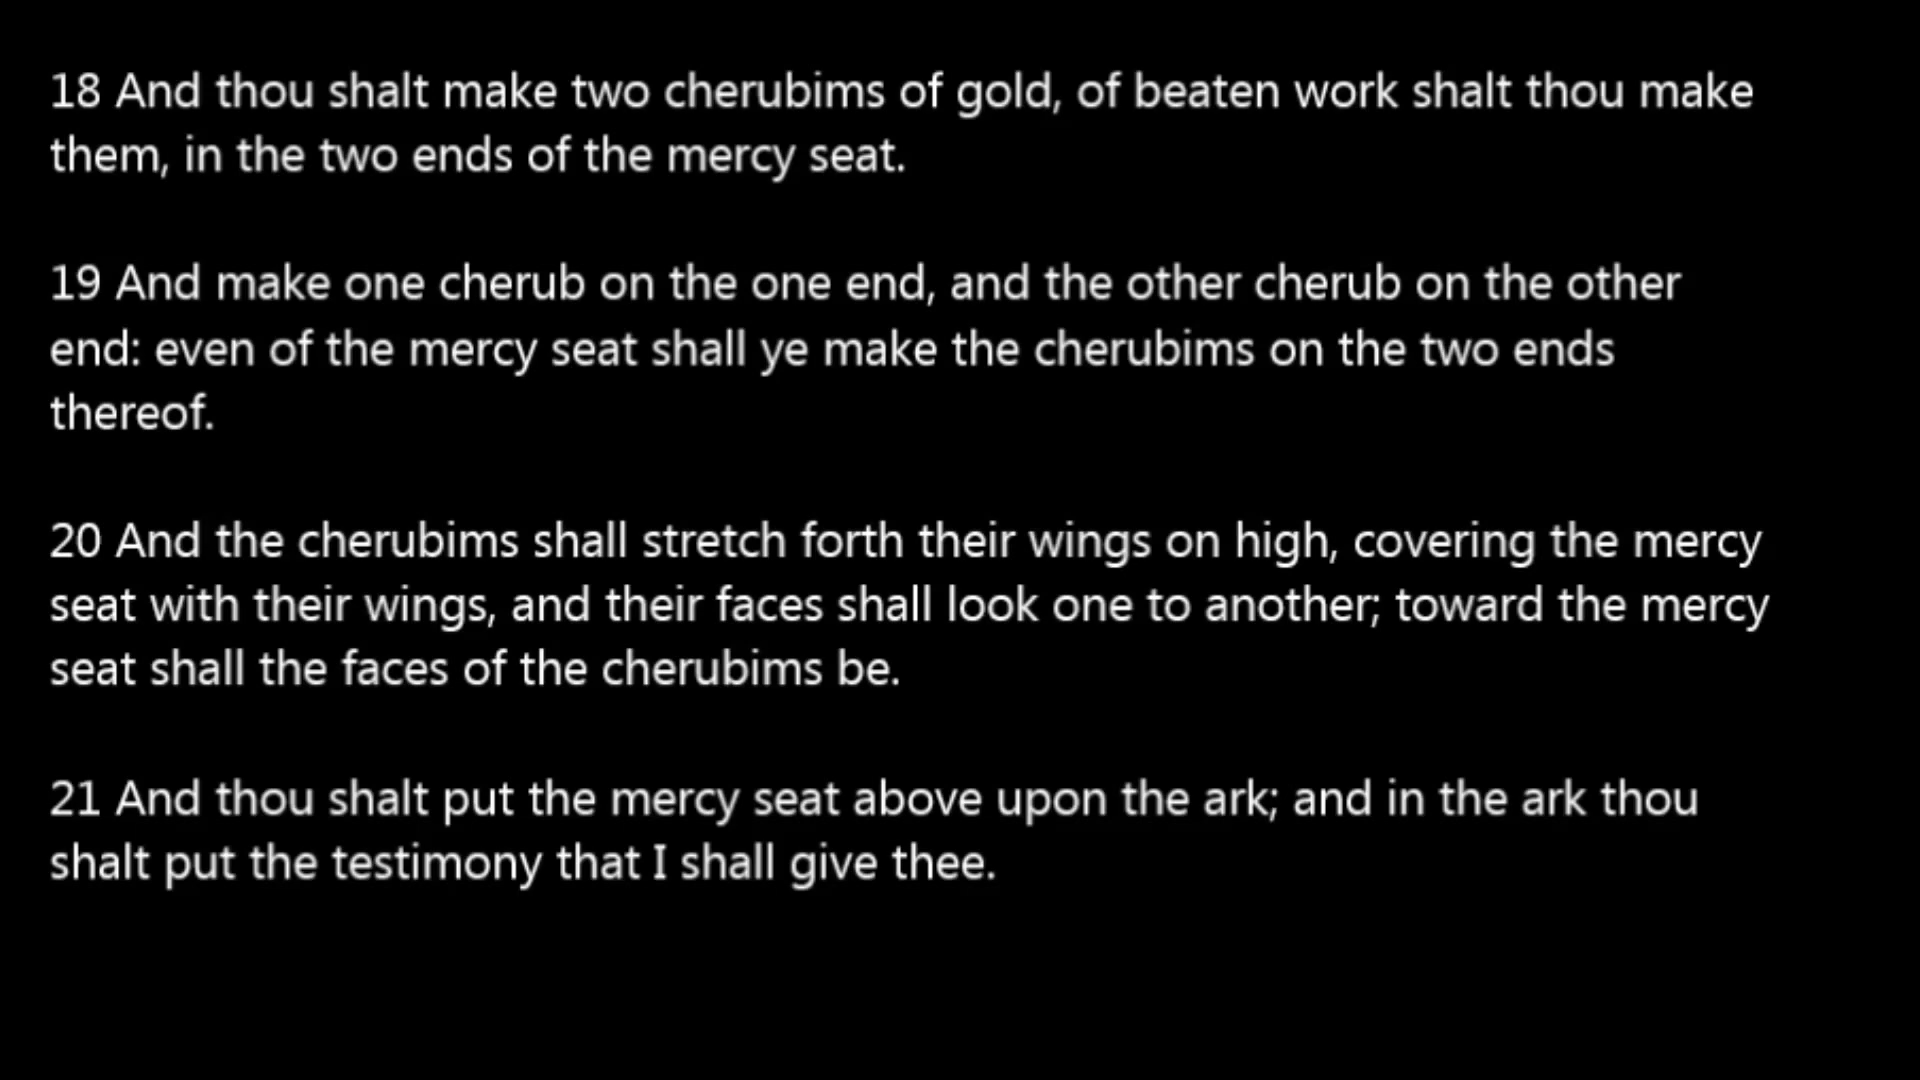 18 And thou shalt make two cherubims of gold, of beaten work shalt thou make
them, in the two ends of the mercy seat.
19 And make one cherub on the one end, and the other cherub on the other
end: even of the mercy seat shall ye make the cherubims on the two ends
thereof.
20 And the cherubims shall stretch forth their wings on high, covering the mercy
seat with their wings, and their faces shall look one to another; toward the mercy
seat shall the faces of the cherubims be.
21 And thou shalt put the mercy seat above upon the ark; and in the ark thou
shalt put the testimony that I shall give thee.